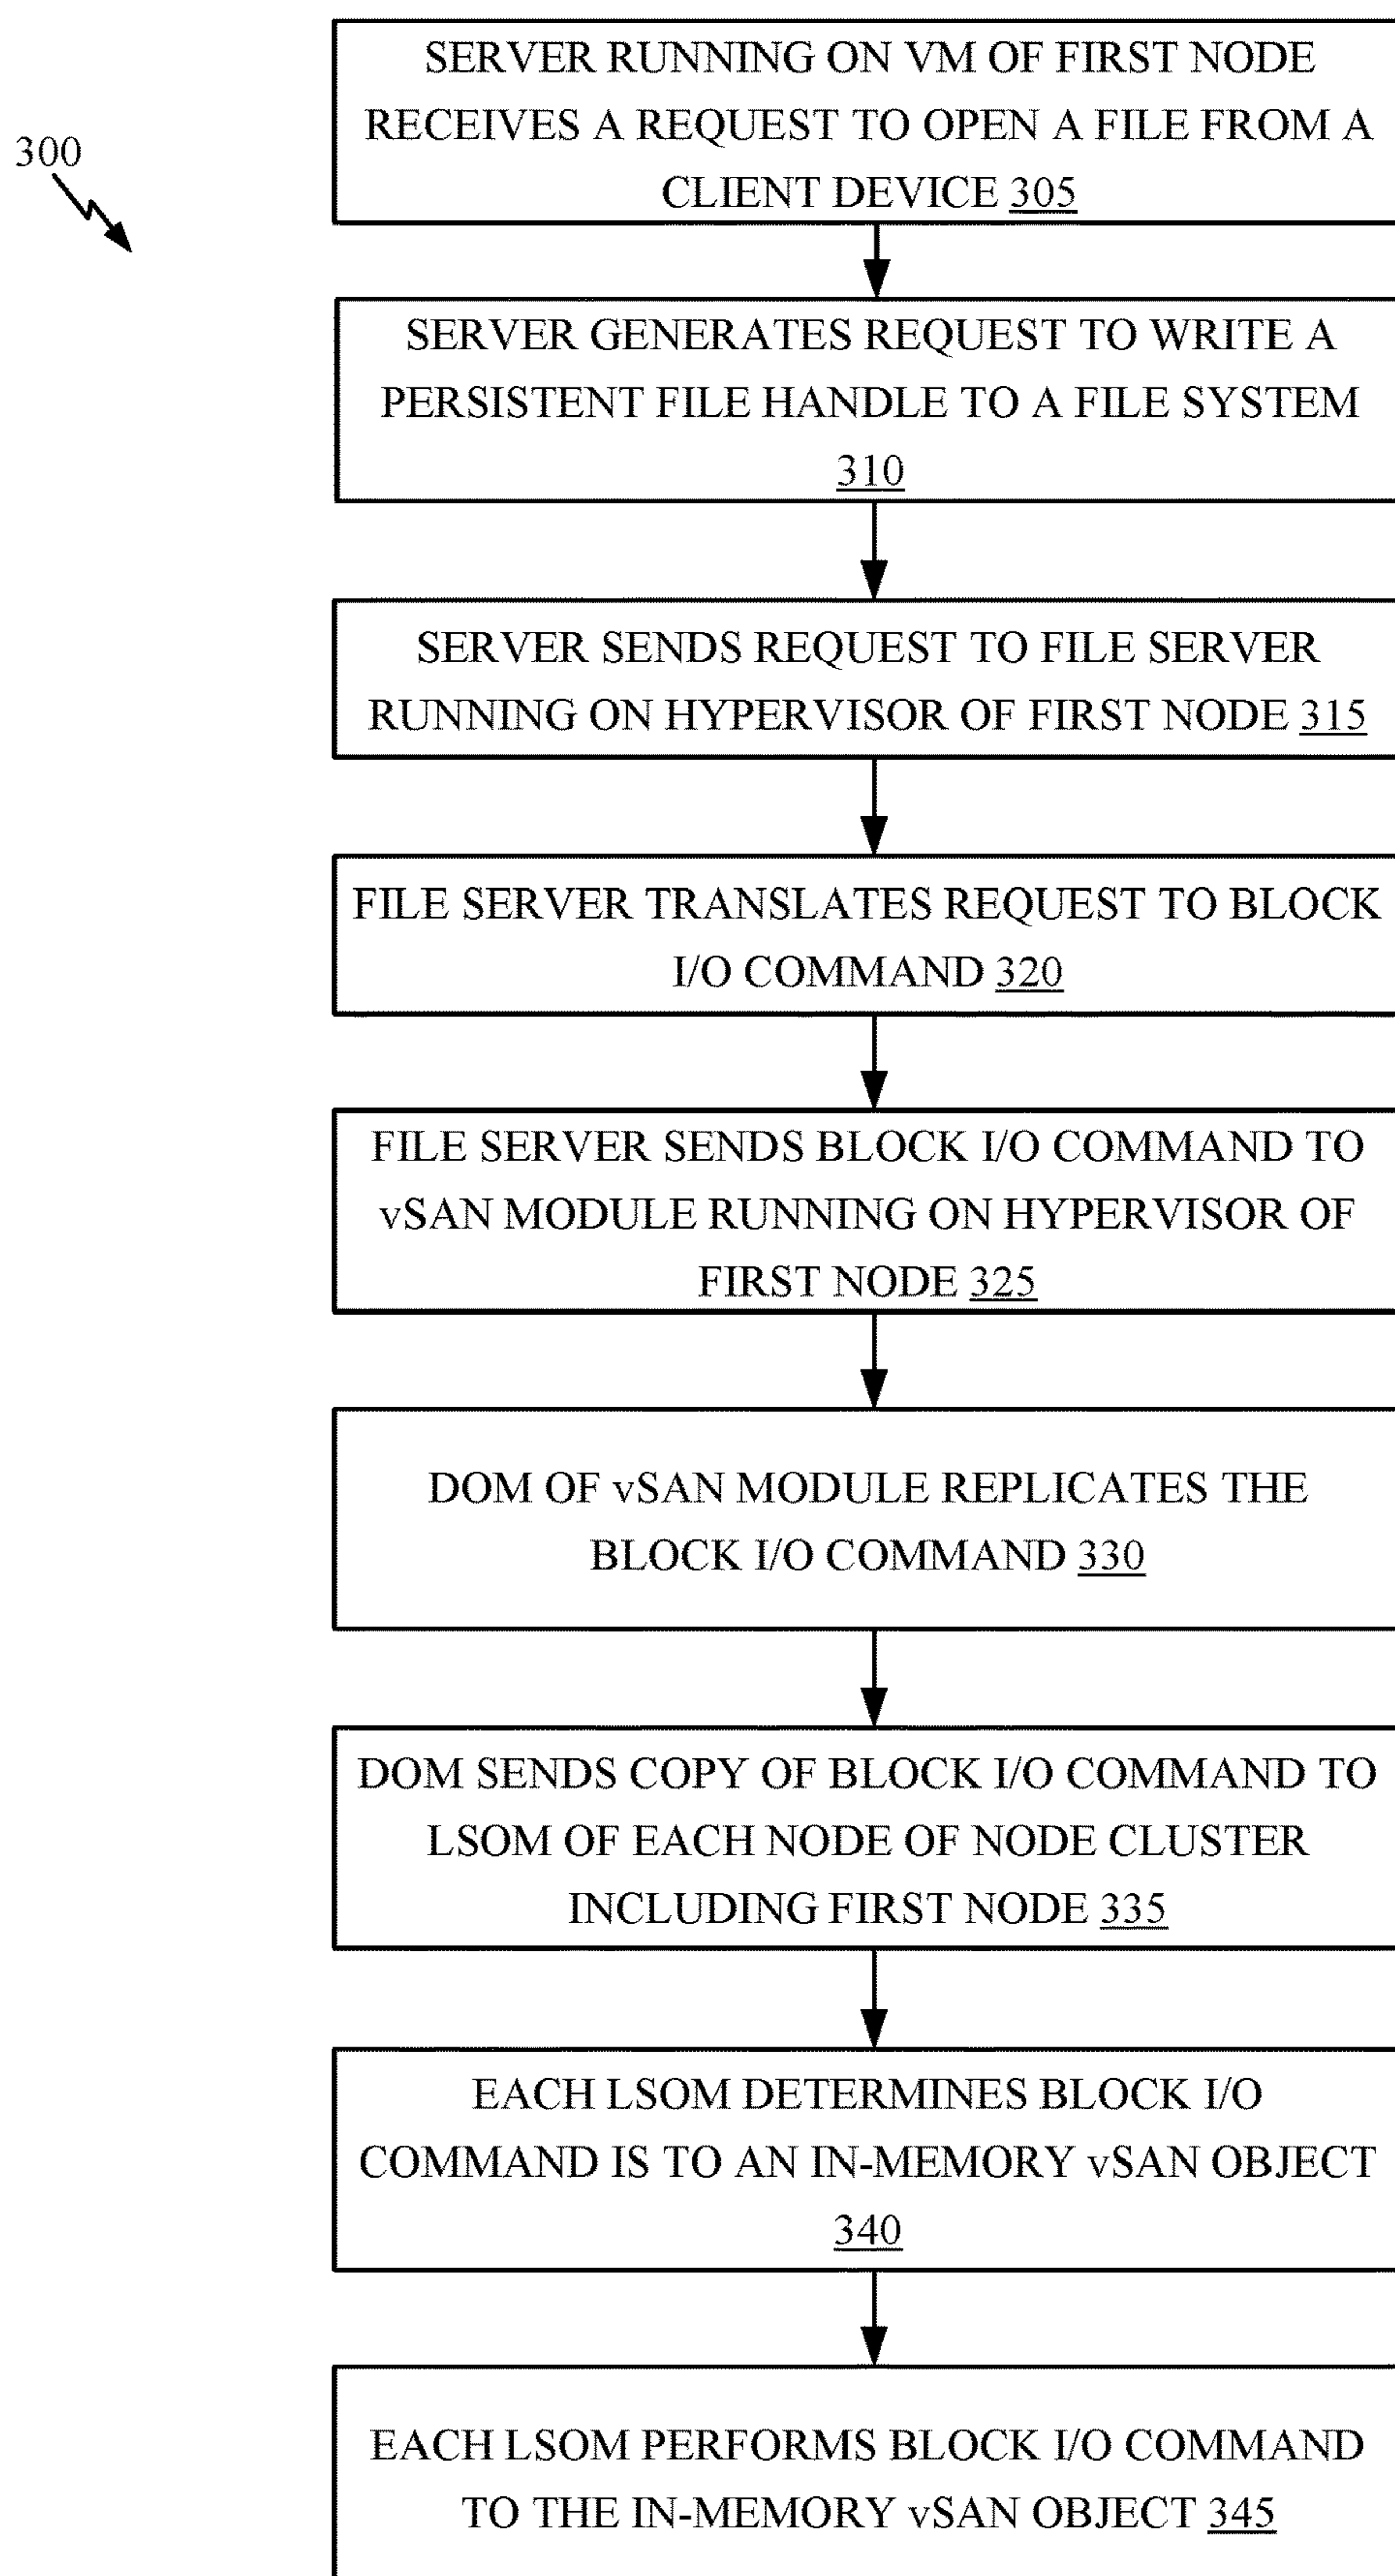 300
SERVER RUNNING ON VM OF FIRST NODE
RECEIVES A REQUEST TO OPEN A FILE FROM A
CLIENT DEVICE 305
SERVER GENERATES REQUEST TO WRITE A
PERSISTENT FILE HANDLE TO A FILE SYSTEM
310
SERVER SENDS REQUEST TO FILE SERVER
RUNNING ON HYPERVISOR OF FIRST NODE 315
FILE SERVER TRANSLATES REQUEST TO BLOCK
I/O COMMAND 320
FILE SERVER SENDS BLOCK I/O COMMAND TO
vSAN MODULE RUNNING ON HYPERVISOR OF
FIRST NODE 325
DOM OF vSAN MODULE REPLICATES THE
BLOCK I/O COMMAND 330
DOM SENDS COPY OF BLOCK I/O COMMAND TO
LSOM OF EACH NODE OF NODE CLUSTER
INCLUDING FIRST NODE 335
EACH LSOM DETERMINES BLOCK I/O
COMMAND IS TO AN IN-MEMORY vSAN OBJECT
340
EACH LSOM PERFORMS BLOCK I/O COMMAND
TO THE IN-MEMORY vSAN OBJECT 345